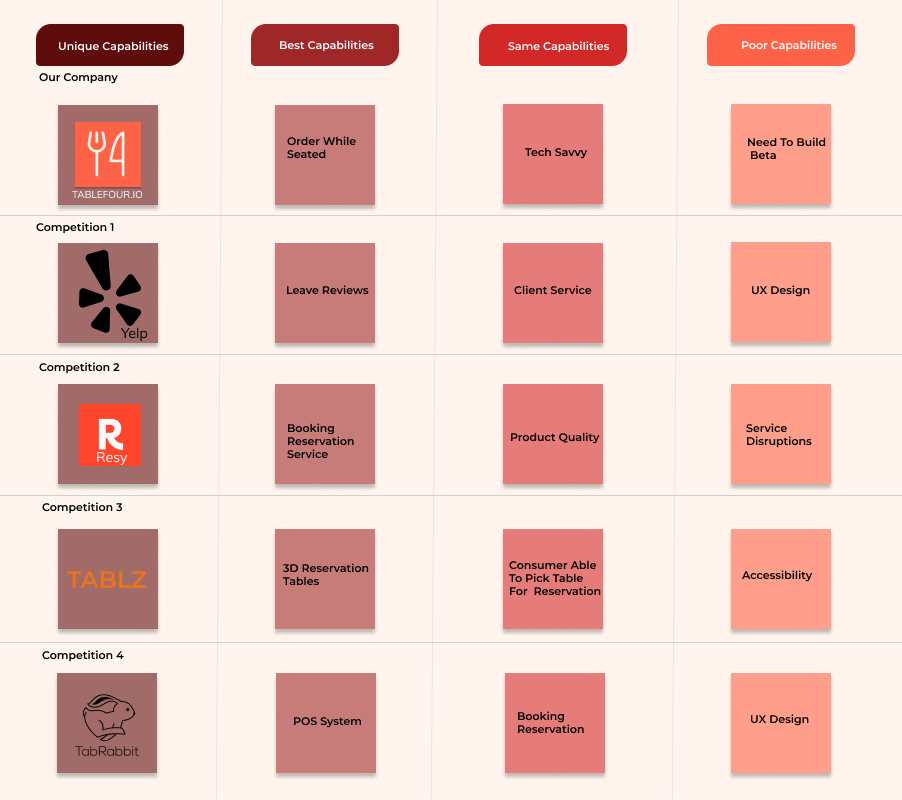 Unique Capabilities
Best Capabilities
Same Capabilities
Poor Capabilities
Our Company
TABLEFOUR.IO
Order While
Seated
Tech Savvy
Need To Build
Beta
Competition 1
Yelp
Leave Reviews
Client Service
UX Design
Competition 2
R
Resy
Booking
Reservation
Service
Product Quality
Service
Disruptions
Competition 3
TABLZ
3D Reservation
Tables
Consumer Able
To Pick Table
For Reservation
Accessibility
Competition 4
TabRabbit
POS System
Booking
Reservation
UX Design